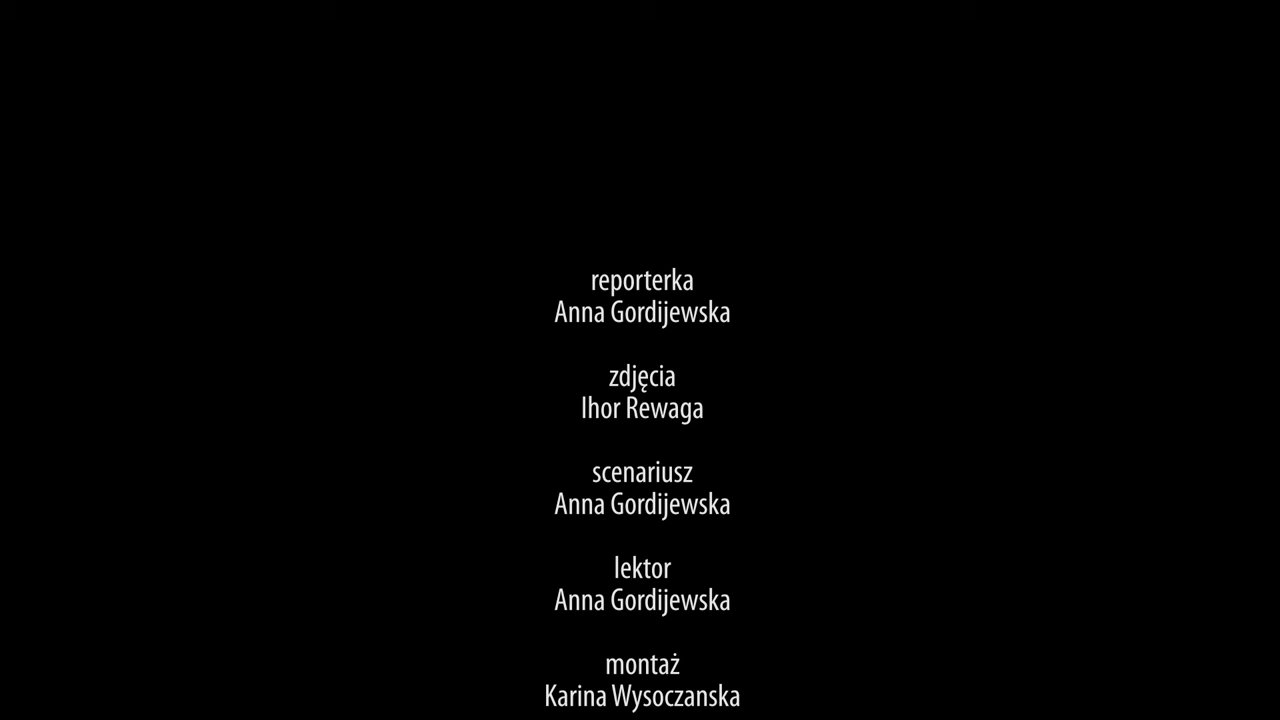 reporterka
Anna Gordijewska
zdjęcia
Ihor Rewaga
scenariusz
Anna Gordijewska
lektor
Anna Gordijewska
montaż
Karina Wysoczanska